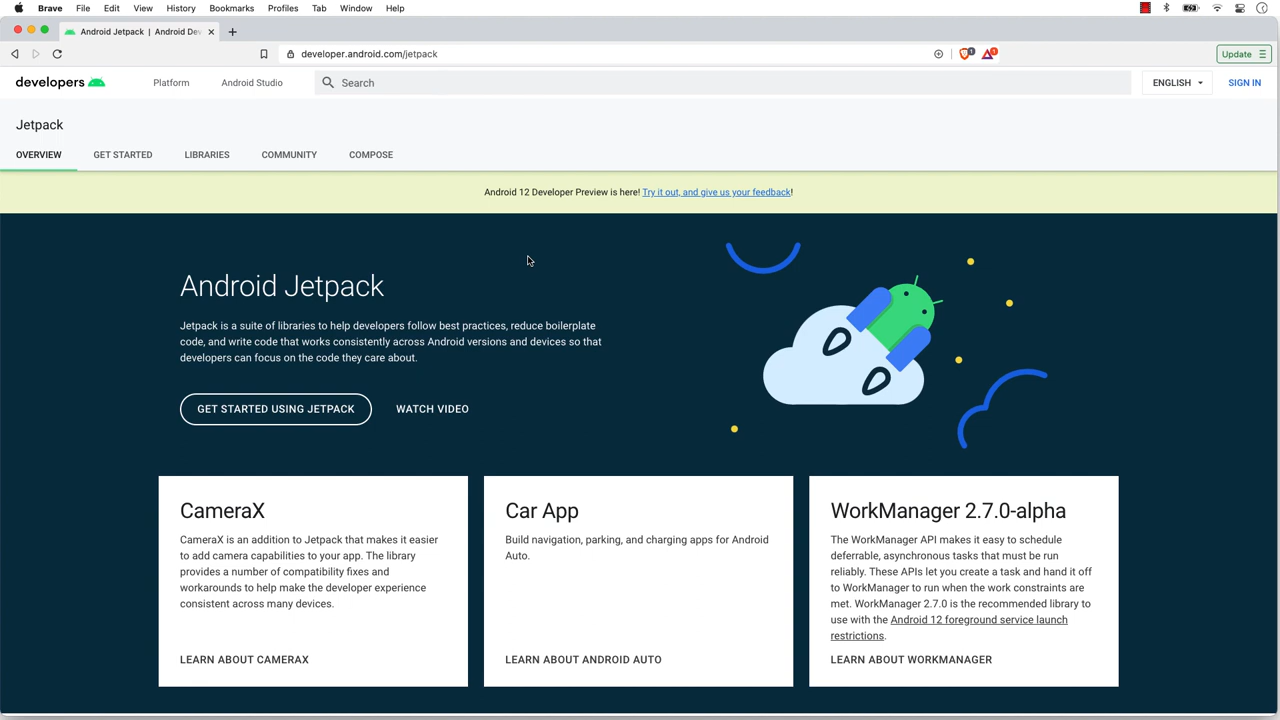 Brave File Edit View History Bookmarks Profiles Tab Window Help
Android Jetpack | Android De
developer.android.com/jetpack
1
1
Update
developers Platform Android Studio Search ENGLISH SIGN IN
Jetpack
OVERVIEW GET STARTED LIBRARIES COMMUNITY COMPOSE
Android 12 Developer Preview is here! Try it out, and give us your feedback!
Android Jetpack
Jetpack is a suite of libraries to help developers follow best practices, reduce boilerplate
code, and write code that works consistently across Android versions and devices so that
developers can focus on the code they care about.
GET STARTED USING JETPACK WATCH VIDEO
CameraX
CameraX is an addition to Jetpack that makes it easier
to add camera capabilities to your app. The library
provides a number of compatibility fixes and
workarounds to help make the developer experience
consistent across many devices.
LEARN ABOUT CAMERAX
Car App
Build navigation, parking, and charging apps for Android
Auto.
LEARN ABOUT ANDROID AUTO
WorkManager 2.7.0-alpha
The WorkManager API makes it easy to schedule
deferrable, asynchronous tasks that must be run
reliably. These APIs let you create a task and hand it off
to WorkManager to run when the work constraints are
met. WorkManager 2.7.0 is the recommended library to
use with the Android 12 foreground service launch
restrictions.
LEARN ABOUT WORKMANAGER